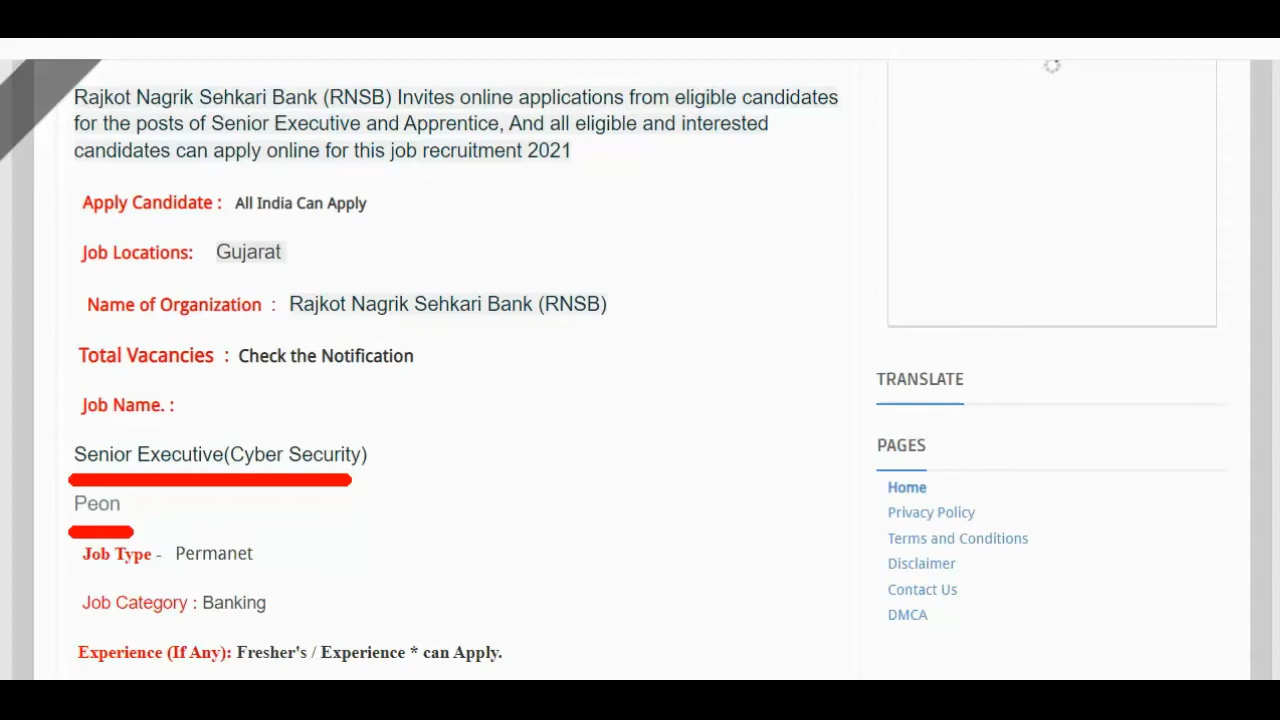 Rajkot Nagrik Sehkari Bank (RNSB) Invites online applications from eligible candidates
for the posts of Senior Executive and Apprentice, And all eligible and interested
candidates can apply online for this job recruitment 2021
Apply Candidate : All India Can Apply
Job Locations: Gujarat
Name of Organization : Rajkot Nagrik Sehkari Bank (RNSB)
Total Vacancies : Check the Notification
Job Name. :
Senior Executive(Cyber Security)
Peon
Job Type - Permanet
Job Category : Banking
Experience (If Any): Fresher's / Experience * can Apply.
TRANSLATE
PAGES
Home
Privacy Policy
Terms and Conditions
Disclaimer
Contact Us
DMCA